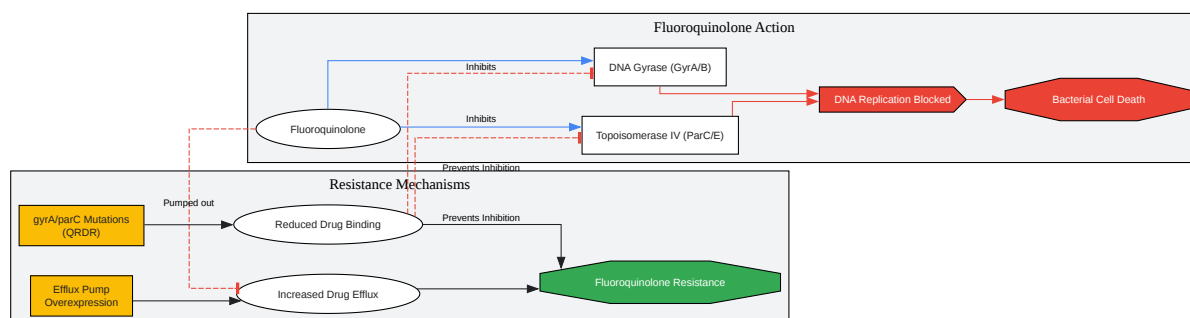 Fluoroquinolone Action
DNA Gyrase (GyrA/B)
Inhibits
DNA Replication Blocked
Bacterial Cell Death
Fluoroquinolone
Inhibits
Topoisomerase IV (ParC/E)
Prevents Inhibition
Resistance Mechanisms
Pumped out
gyrA/parC Mutations
(QRDR)
Reduced Drug Binding
Prevents Inhibition
Efflux Pump
Overexpression
Increased Drug Efflux
Fluoroquinolone Resistance